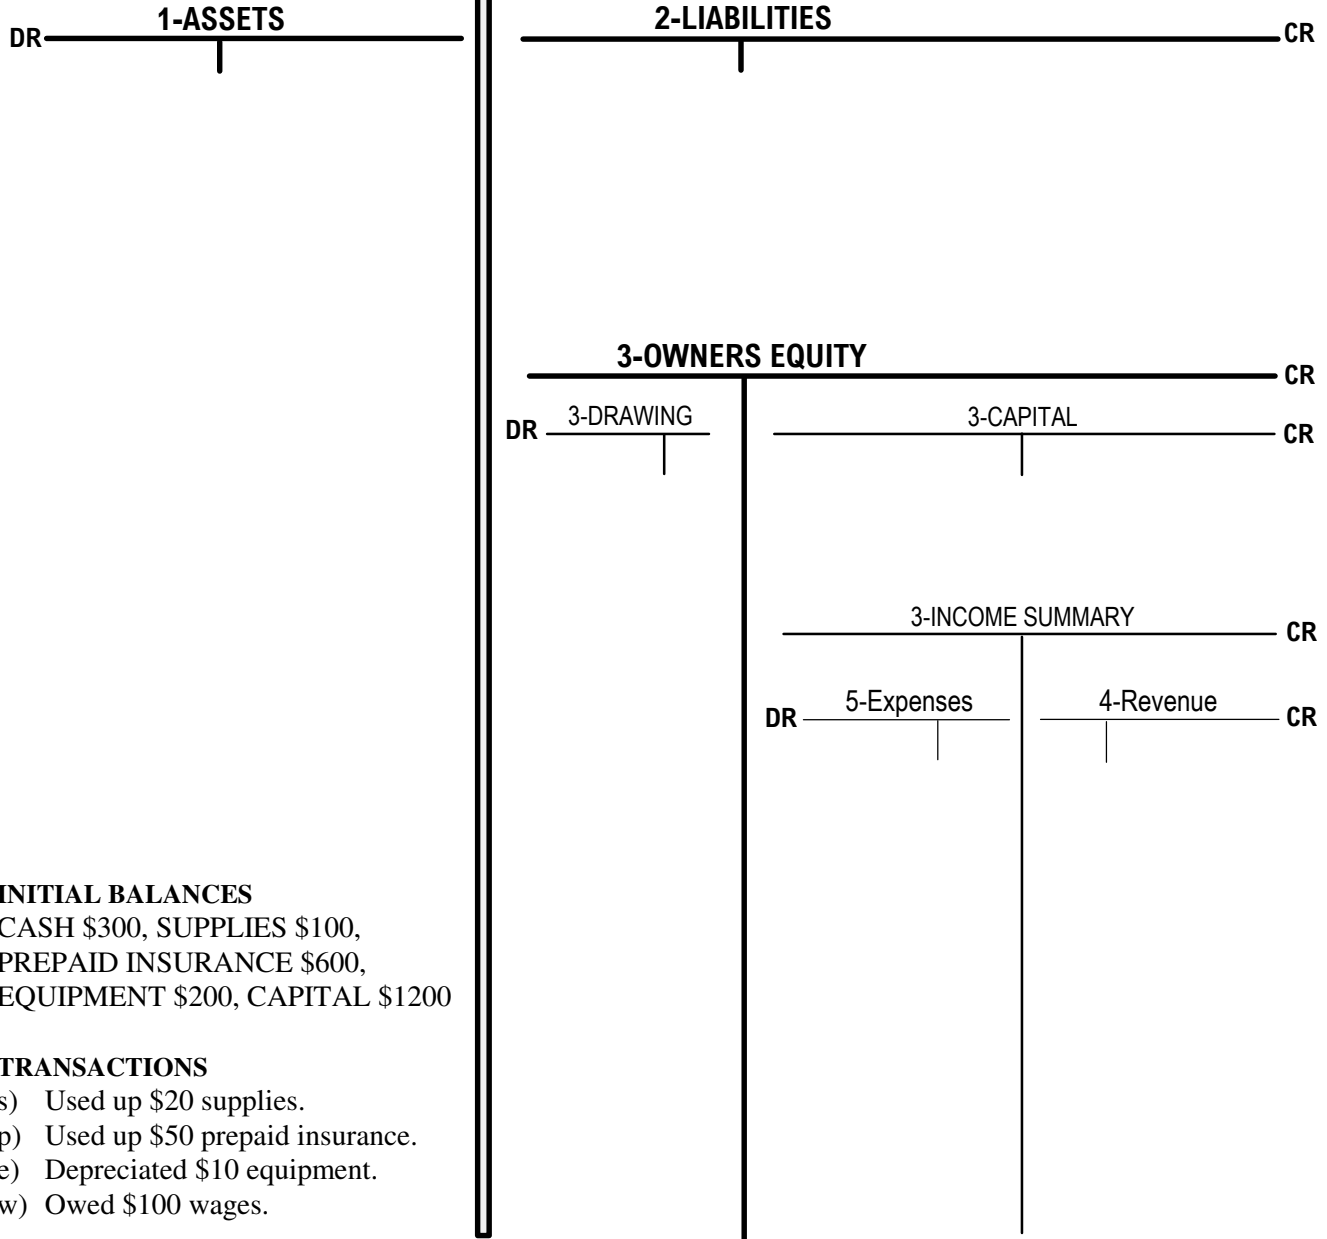 1-ASSETS
DR
2-LIABILITIES
CR
3-OWNERS EQUITY
CR
3-DRAWING
DR
3-CAPITAL
CR
3-INCOME SUMMARY
CR
5-Expenses
DR
4-Revenue
CR
INITIAL BALANCES
CASH $300, SUPPLIES $100,
PREPAID INSURANCE $600,
EQUIPMENT $200, CAPITAL $1200
TRANSACTIONS
s) Used up $20 supplies.
p) Used up $50 prepaid insurance.
e) Depreciated $10 equipment.
w) Owed $100 wages.